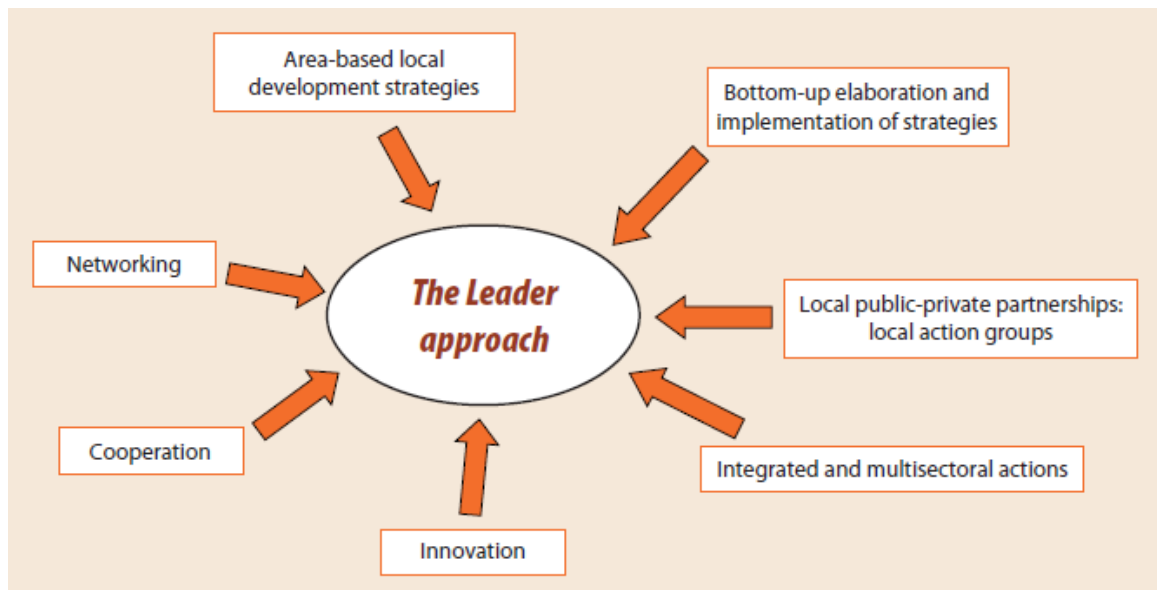 Area-based local
development strategies
Bottom-up elaboration and
implementation of strategies
Networking
The Leader
approach
Local public-private partnerships:
local action groups
Cooperation
Integrated and multisectoral actions
Innovation